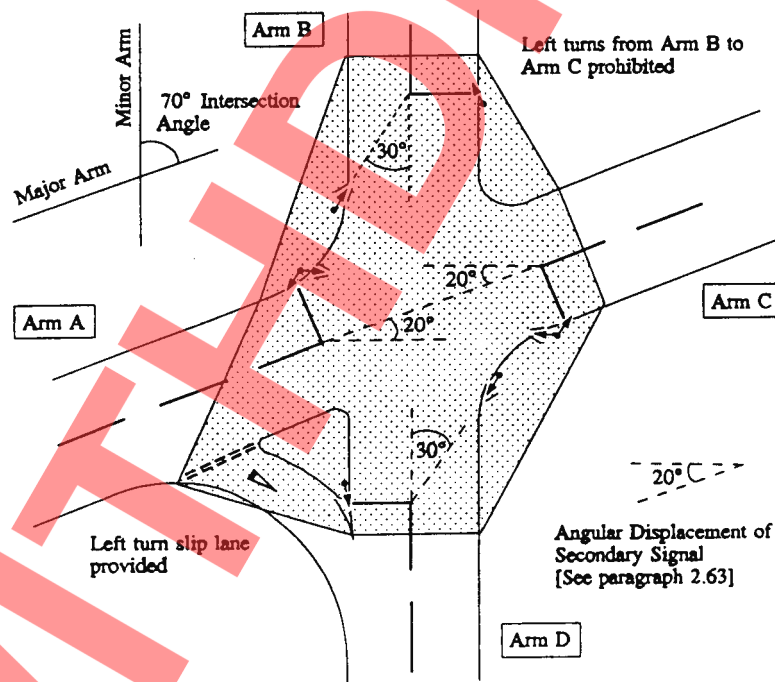 Arm B
Left turns from Arm B to
Arm C prohibited
Minor Arm
70° Intersection
Angle
Major Arm
30°
20°
Arm C
Arm A
20°
30°
20°
Left turn slip lane
provided
Angular Displacement of
Secondary Signal
[See paragraph 2.63]
Arm D